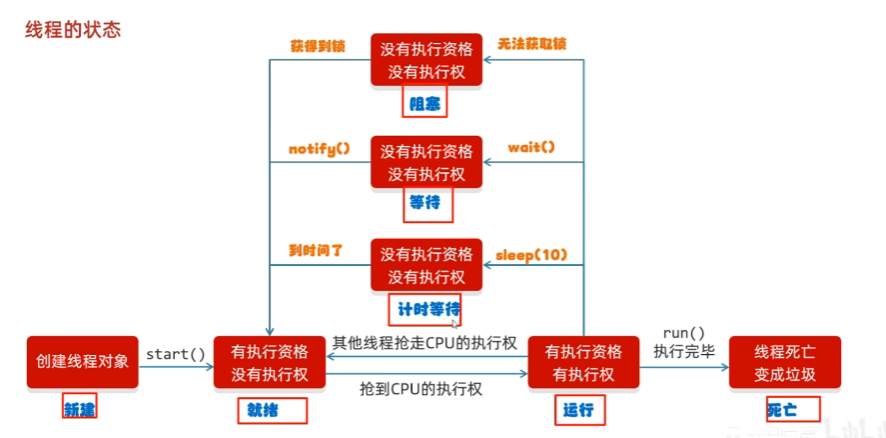 线程的状态
获得到锁
没有执行资格
没有执行权
无法获取锁
阻塞
notify()
没有执行资格
没有执行权
wait()
等待
到时间了
没有执行资格
没有执行权
sleep(10)
计时等待
创建线程对象
start()
有执行资格
没有执行权
其他线程抢走CPU的执行权
抢到CPU的执行权
有执行资格
有执行权
run()
执行完毕
线程死亡
变成垃圾
新建
就绪
运行
死亡